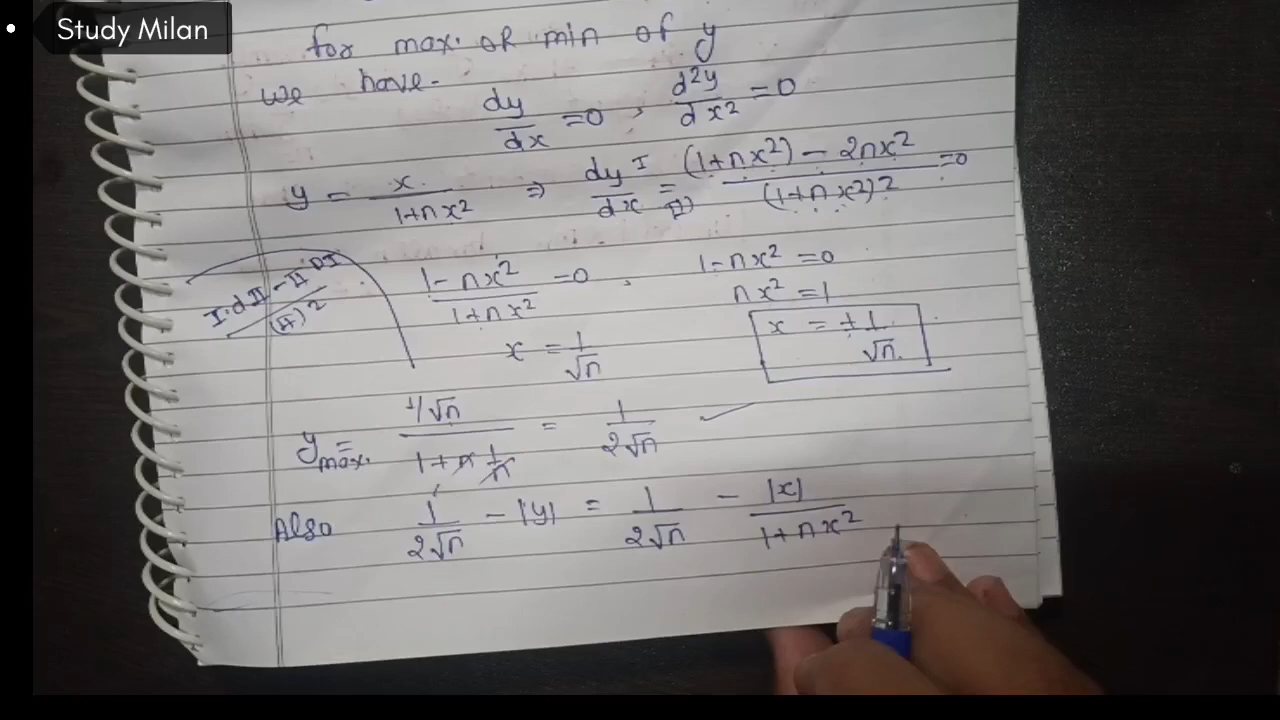 Study Milan
for max. or min of y
we have-
dy/dx = 0 , d²y/dx² = 0
y = x/(1+nx²) ⇒ dy/dx = I/II (1+nx²) - 2nx²/(1+nx²)2 = 0
I·dII - II DI/(II)²
(1-nx²)/(1+nx²) = 0 , 1-nx² = 0
nx² = 1
x = 1/√n x = ±1/√n
y max. = (1/√n)/(1+n 1/n) = 1/(2√n) ✓
Also 1/(2√n) - |y| = 1/(2√n) - |x|/(1+nx²)